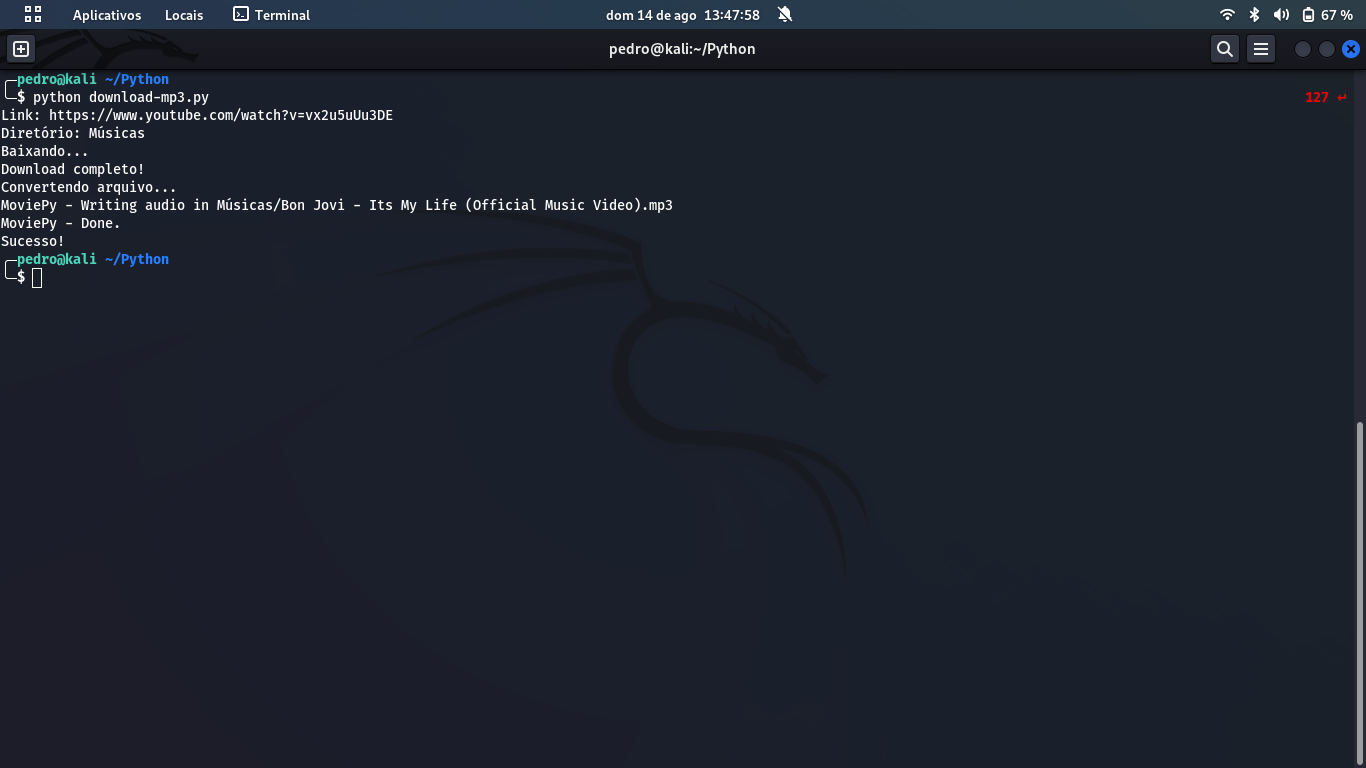 Aplicativos Locais Terminal dom 14 de ago 13:47:58 67 %
pedro@kali:~/Python
pedro@kali ~/Python
$ python download-mp3.py 127 ↵
Link: https://www.youtube.com/watch?v=vx2u5uUu3DE
Diretório: Músicas
Baixando...
Download completo!
Convertendo arquivo...
MoviePy - Writing audio in Músicas/Bon Jovi - Its My Life (Official Music Video).mp3
MoviePy - Done.
Sucesso!
pedro@kali ~/Python
$